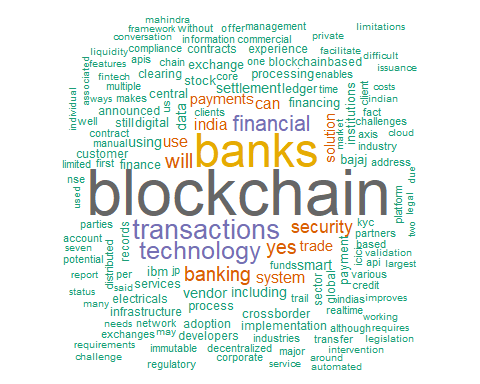 mahindra
framework without offer management limitations
conversation information commercial private
liquidity compliance contracts experience facilitate difficult
features apis chain exchange one blockchainbased issuance
associated fintech clearing stock core processing enables client costs
multiple central settlement ledger time institutions indian
individual ways makes us payments can financing market fact
announced data clients solution challenges
well still digital india financial axis cloud
contract manual using use banks industry
customer will bajaj address
limited first finance
nse blockchain due
used platform legal two
parties transactions security kyc partners
account records technology yes trade payment based
seven distributed icici validation
potential ibm jp funds smart api largest
report per banking system sector global various
status said services including trail indias credit
many electricals vendor realtime improves
infrastructure process crossborder working
needs network adoption implementation although requires
exchanges may developers industries transfer legislation
requirements immutable decentralized major intervention
challenge corporate around
regulatory service automated